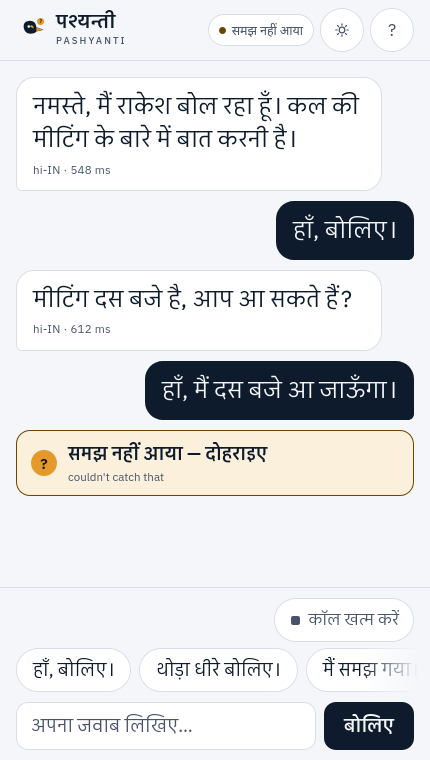 पश्यन्ती
PASHYANTI
समझ नहीं आया
?
नमस्ते, मैं राकेश बोल रहा हूँ। कल की
मीटिंग के बारे में बात करनी है।
hi-IN · 548 ms
हाँ, बोलिए।
मीटिंग दस बजे है, आप आ सकते हैं?
hi-IN · 612 ms
हाँ, मैं दस बजे आ जाऊँगा।
?
समझ नहीं आया — दोहराइए
couldn't catch that
कॉल खत्म करें
हाँ, बोलिए।
थोड़ा धीरे बोलिए।
मैं समझ गया
अपना जवाब लिखिए…
बोलिए